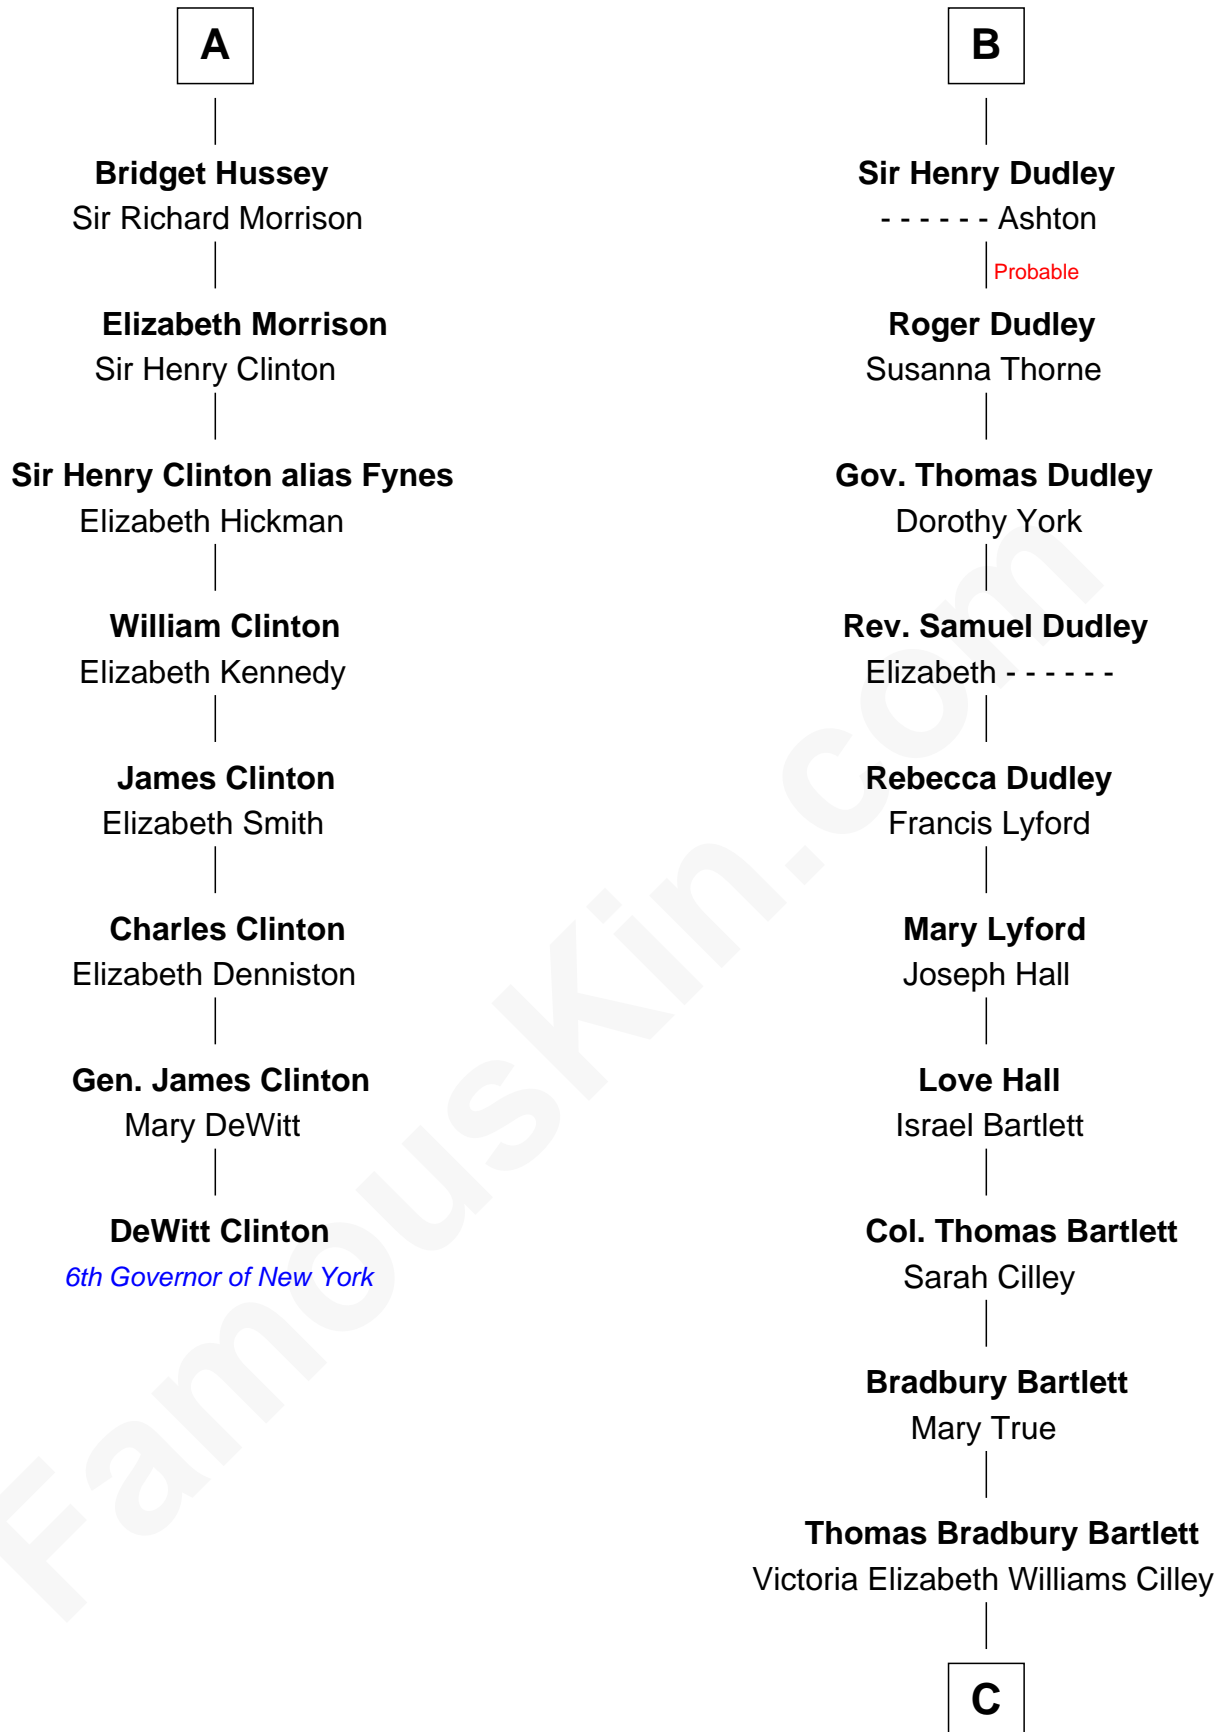 A
Bridget Hussey
Sir Richard Morrison
Elizabeth Morrison
Sir Henry Clinton
Sir Henry Clinton alias Fynes
Elizabeth Hickman
William Clinton
Elizabeth Kennedy
James Clinton
Elizabeth Smith
Charles Clinton
Elizabeth Denniston
Gen. James Clinton
Mary DeWitt
DeWitt Clinton
6th Governor of New York
B
Sir Henry Dudley
- - - - - - Ashton
Probable
Roger Dudley
Susanna Thorne
Gov. Thomas Dudley
Dorothy York
Rev. Samuel Dudley
Elizabeth - - - - - -
Rebecca Dudley
Francis Lyford
Mary Lyford
Joseph Hall
Love Hall
Israel Bartlett
Col. Thomas Bartlett
Sarah Cilley
Bradbury Bartlett
Mary True
Thomas Bradbury Bartlett
Victoria Elizabeth Williams Cilley
C
FamousKin.com